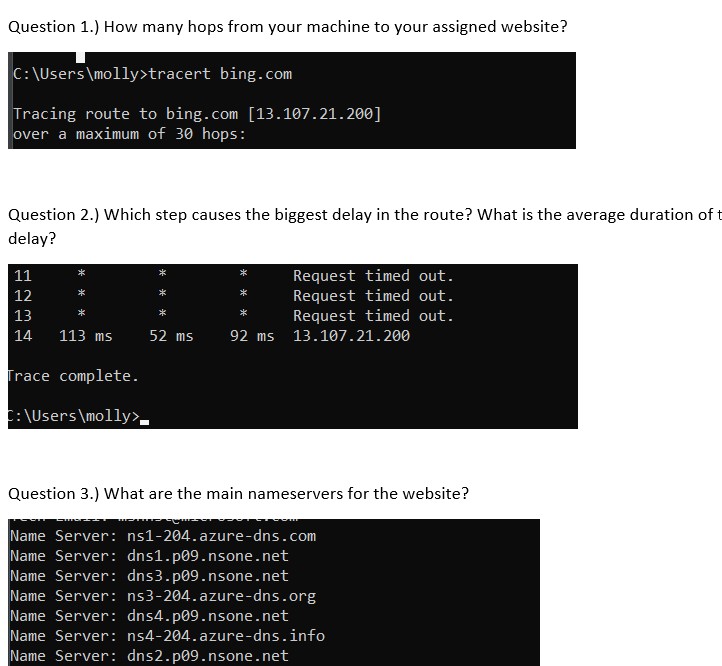 Question 1.) How many hops from your machine to your assigned website?
C:\Users\molly>tracert bing.com
Tracing route to bing.com [13.107.21.200]
over a maximum of 30 hops:
Question 2.) Which step causes the biggest delay in the route? What is the average duration of t
delay?
11 * * * Request timed out.
12 * * * Request timed out.
13 * * * Request timed out.
14 113 ms 52 ms 92 ms 13.107.21.200
Trace complete.
C:\Users\molly>
Question 3.) What are the main nameservers for the website?
Name Server: ns1-204.azure-dns.com
Name Server: dns1.p09.nsone.net
Name Server: dns3.p09.nsone.net
Name Server: ns3-204.azure-dns.org
Name Server: dns4.p09.nsone.net
Name Server: ns4-204.azure-dns.info
Name Server: dns2.p09.nsone.net